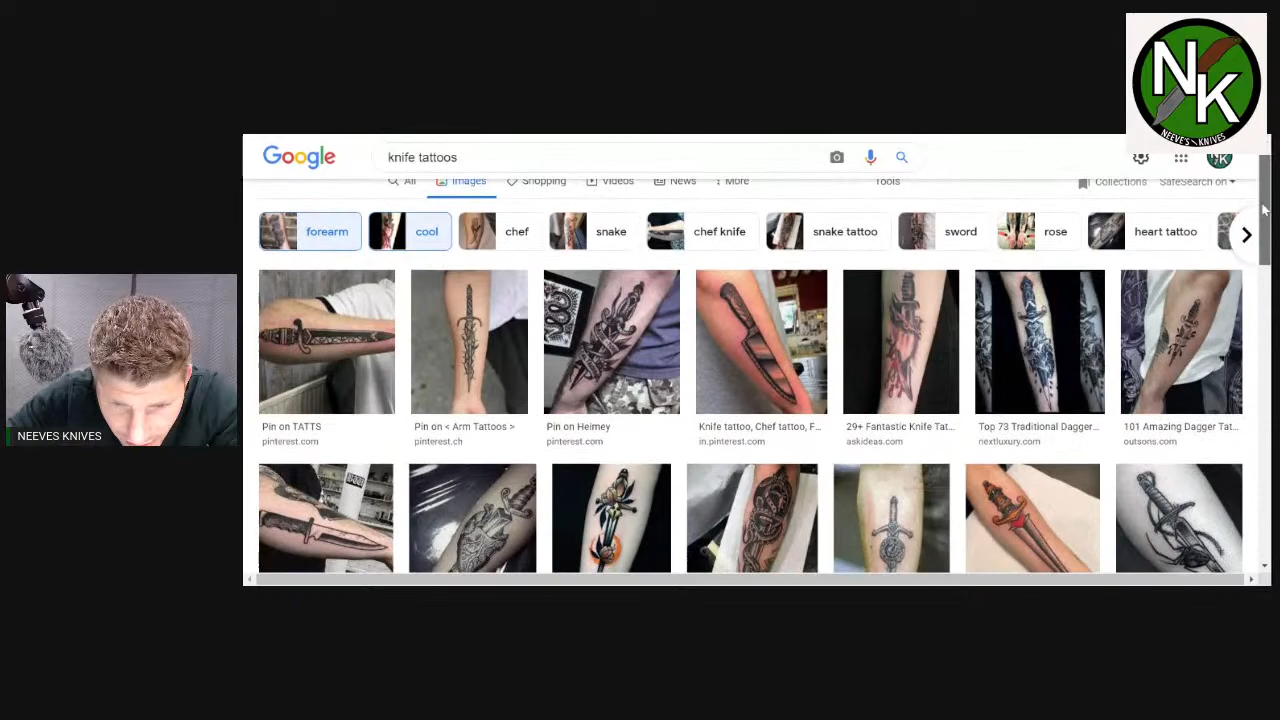 NK
NEEVE'S KNIVES
Google
knife tattoos
NK
All
Images
Shopping
Videos
News
More
Tools
Collections
SafeSearch on
forearm
cool
chef
snake
chef knife
snake tattoo
sword
rose
heart tattoo
Pin on TATTS
pinterest.com
Pin on < Arm Tattoos >
pinterest.ch
Pin on Heimey
pinterest.com
Knife tattoo, Chef tattoo, F...
in.pinterest.com
29+ Fantastic Knife Tat...
askideas.com
Top 73 Traditional Dagger...
nextluxury.com
101 Amazing Dagger Tat...
outsons.com
NEEVES KNIVES